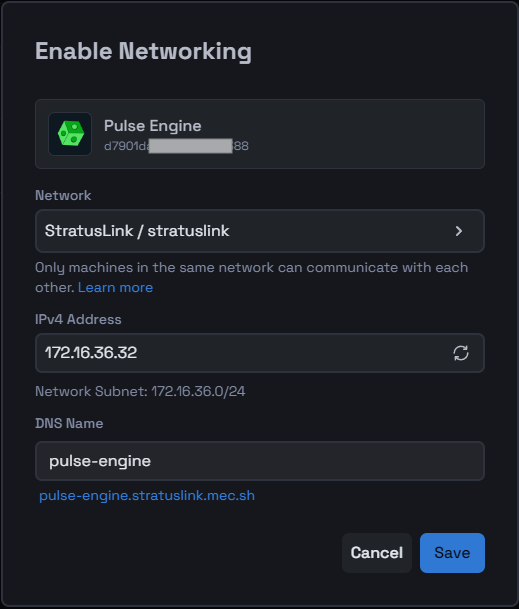 Enable Networking
Pulse Engine
d7901d 88
Network
StratusLink / stratuslink
Only machines in the same network can communicate with each
other. Learn more
IPv4 Address
172.16.36.32
Network Subnet: 172.16.36.0/24
DNS Name
pulse-engine
pulse-engine.stratuslink.mec.sh
Cancel Save